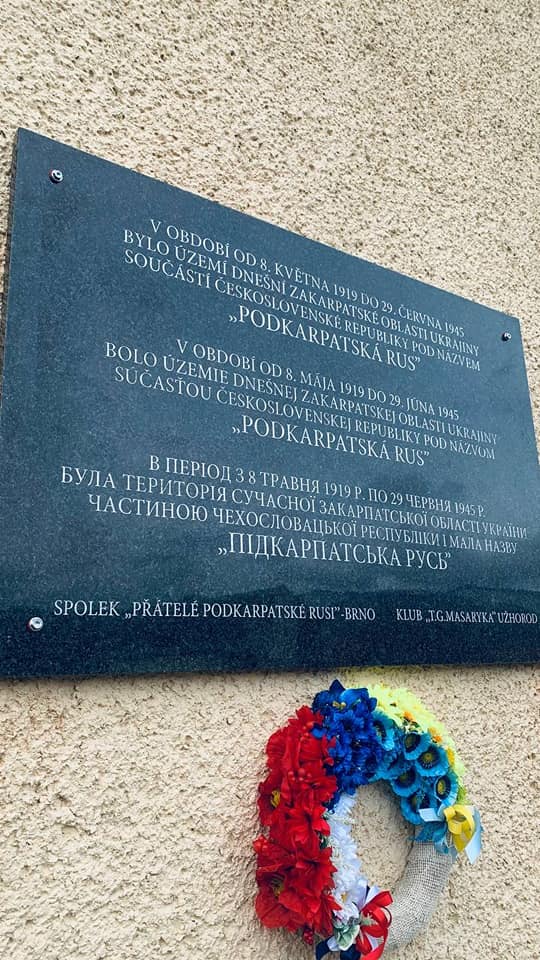 V OBDOBÍ OD 8. KVĚTNA 1919 DO 29. ČERVNA 1945
BYLO ÚZEMÍ DNEŠNÍ ZAKARPATSKÉ OBLASTI UKRAJINY
SOUČÁSTÍ ČESKOSLOVENSKÉ REPUBLIKY POD NÁZVEM
„PODKARPATSKÁ RUS”
V OBDOBÍ OD 8. MÁJA 1919 DO 29. JÚNA 1945
BOLO ÚZEMIE DNEŠNEJ ZAKARPATSKEJ OBLASTI UKRAJINY
SÚČASŤOU ČESKOSLOVENSKEJ REPUBLIKY POD NÁZVOM
„PODKARPATSKÁ RUS”
В ПЕРІОД З 8 ТРАВНЯ 1919 Р. ПО 29 ЧЕРВНЯ 1945 Р.
БУЛА ТЕРИТОРІЯ СУЧАСНОЇ ЗАКАРПАТСЬКОЇ ОБЛАСТІ УКРАЇНИ
ЧАСТИНОЮ ЧЕХОСЛОВАЦЬКОЇ РЕСПУБЛІКИ І МАЛА НАЗВУ
„ПІДКАРПАТСЬКА РУСЬ”
SPOLEK „PŘÁTELÉ PODKARPATSKÉ RUSI”-BRNO KLUB „T.G.MASARYKA” UŽHOROD